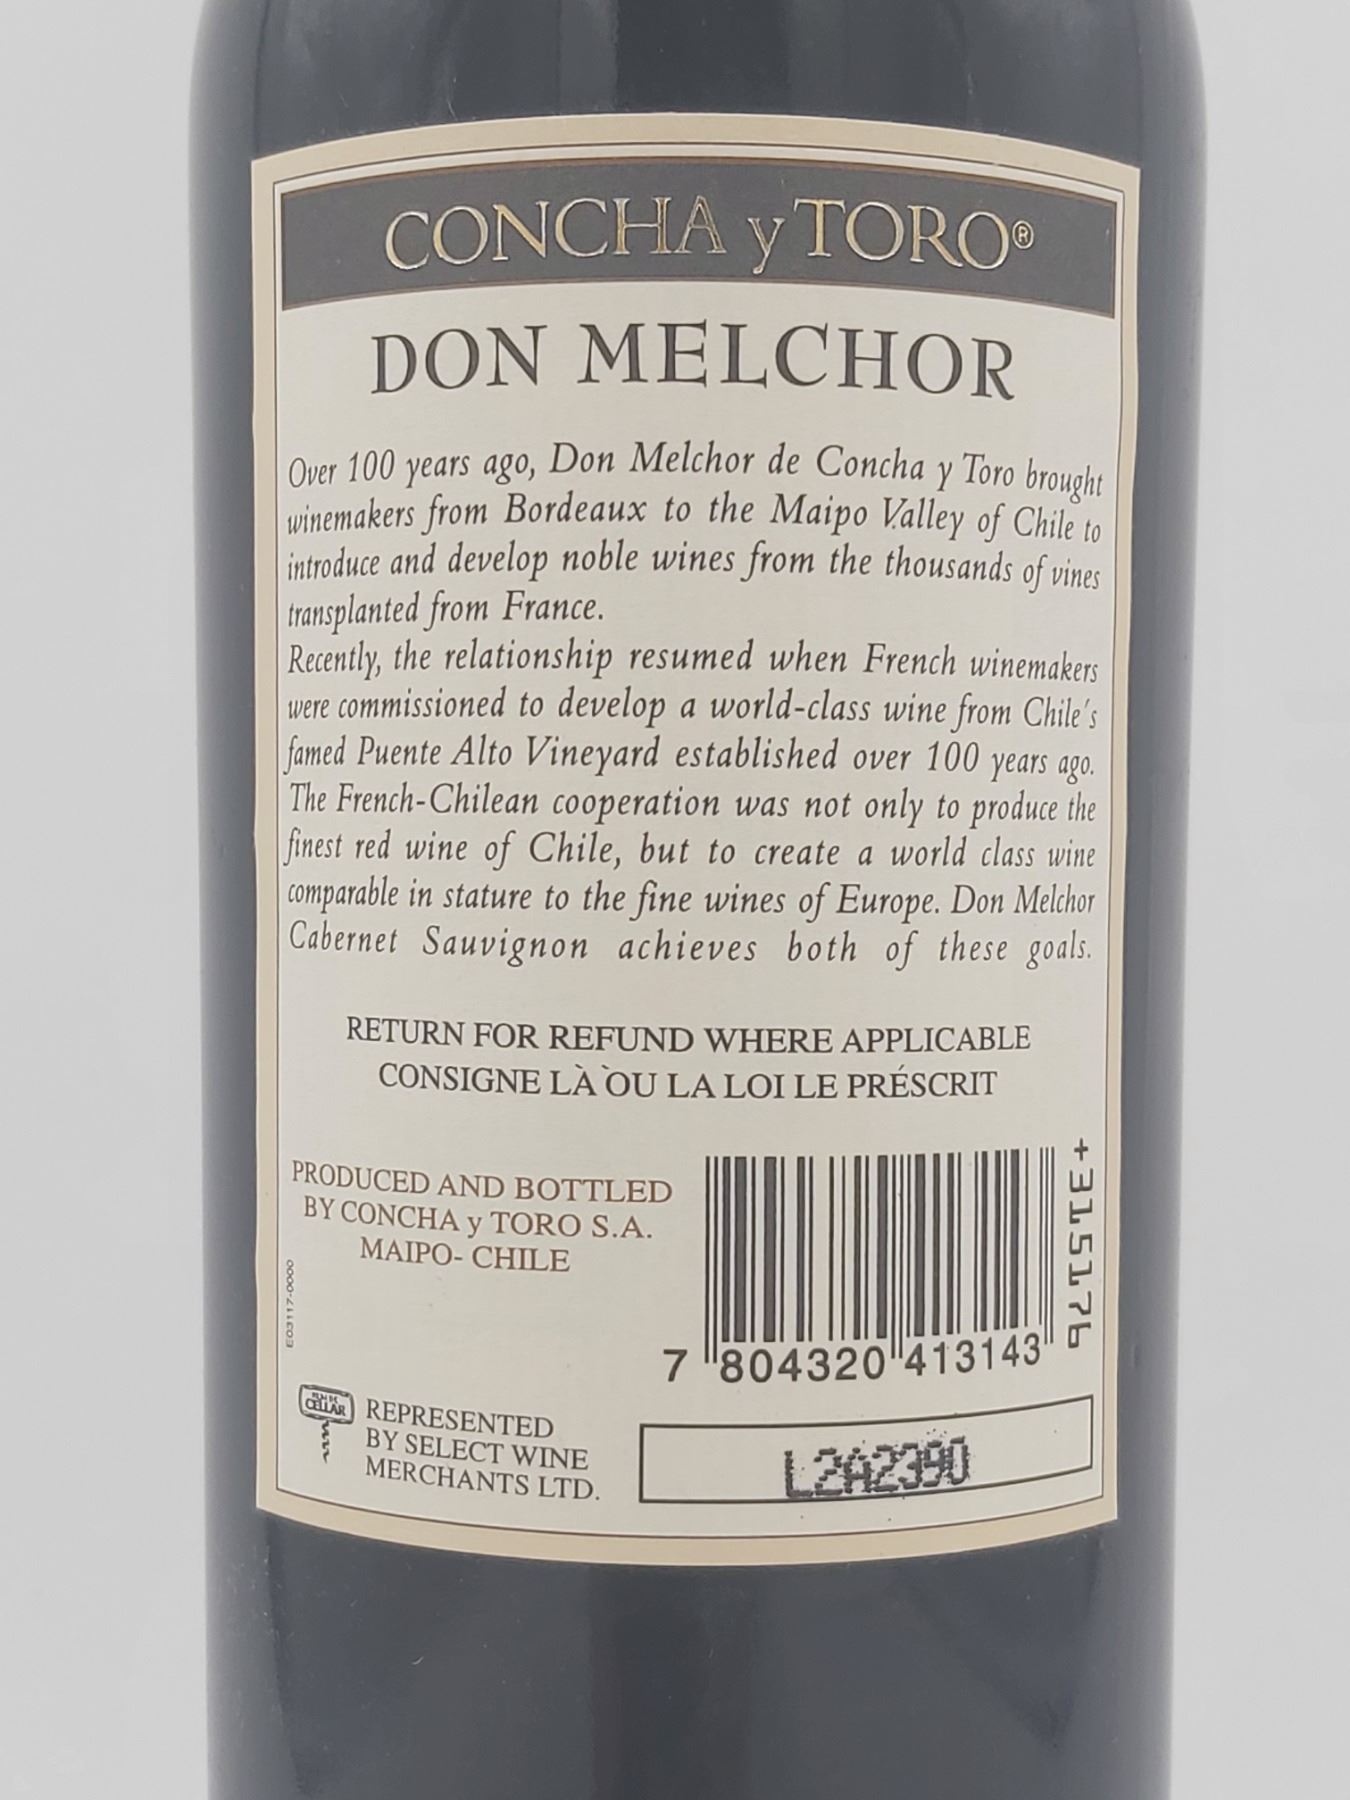 CONCHA y TORO®
DON MELCHOR
Over 100 years ago, Don Melchor de Concha y Toro brought
winemakers from Bordeaux to the Maipo Valley of Chile to
introduce and develop noble wines from the thousands of vines
transplanted from France.
Recently, the relationship resumed when French winemakers
were commissioned to develop a world-class wine from Chile's
famed Puente Alto Vineyard established over 100 years ago.
The French-Chilean cooperation was not only to produce the
finest red wine of Chile, but to create a world class wine
comparable in stature to the fine wines of Europe. Don Melchor
Cabernet Sauvignon achieves both of these goals.
RETURN FOR REFUND WHERE APPLICABLE
CONSIGNE LÀ `OU LA LOI LE PRÉSCRIT
PRODUCED AND BOTTLED
BY CONCHA y TORO S.A.
MAIPO- CHILE
E03117-0000
+315176
7 804320 413143
CELLAR
REPRESENTED
BY SELECT WINE
MERCHANTS LTD.
L2A2390